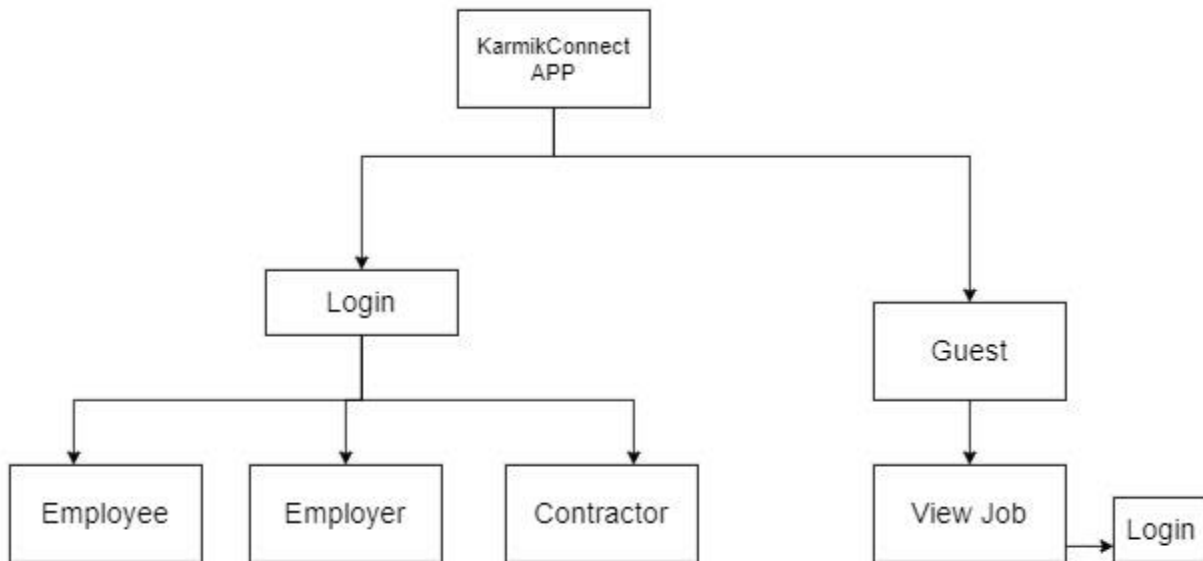 KarmikConnect
APP
Login
Guest
Employee
Employer
Contractor
View Job
Login